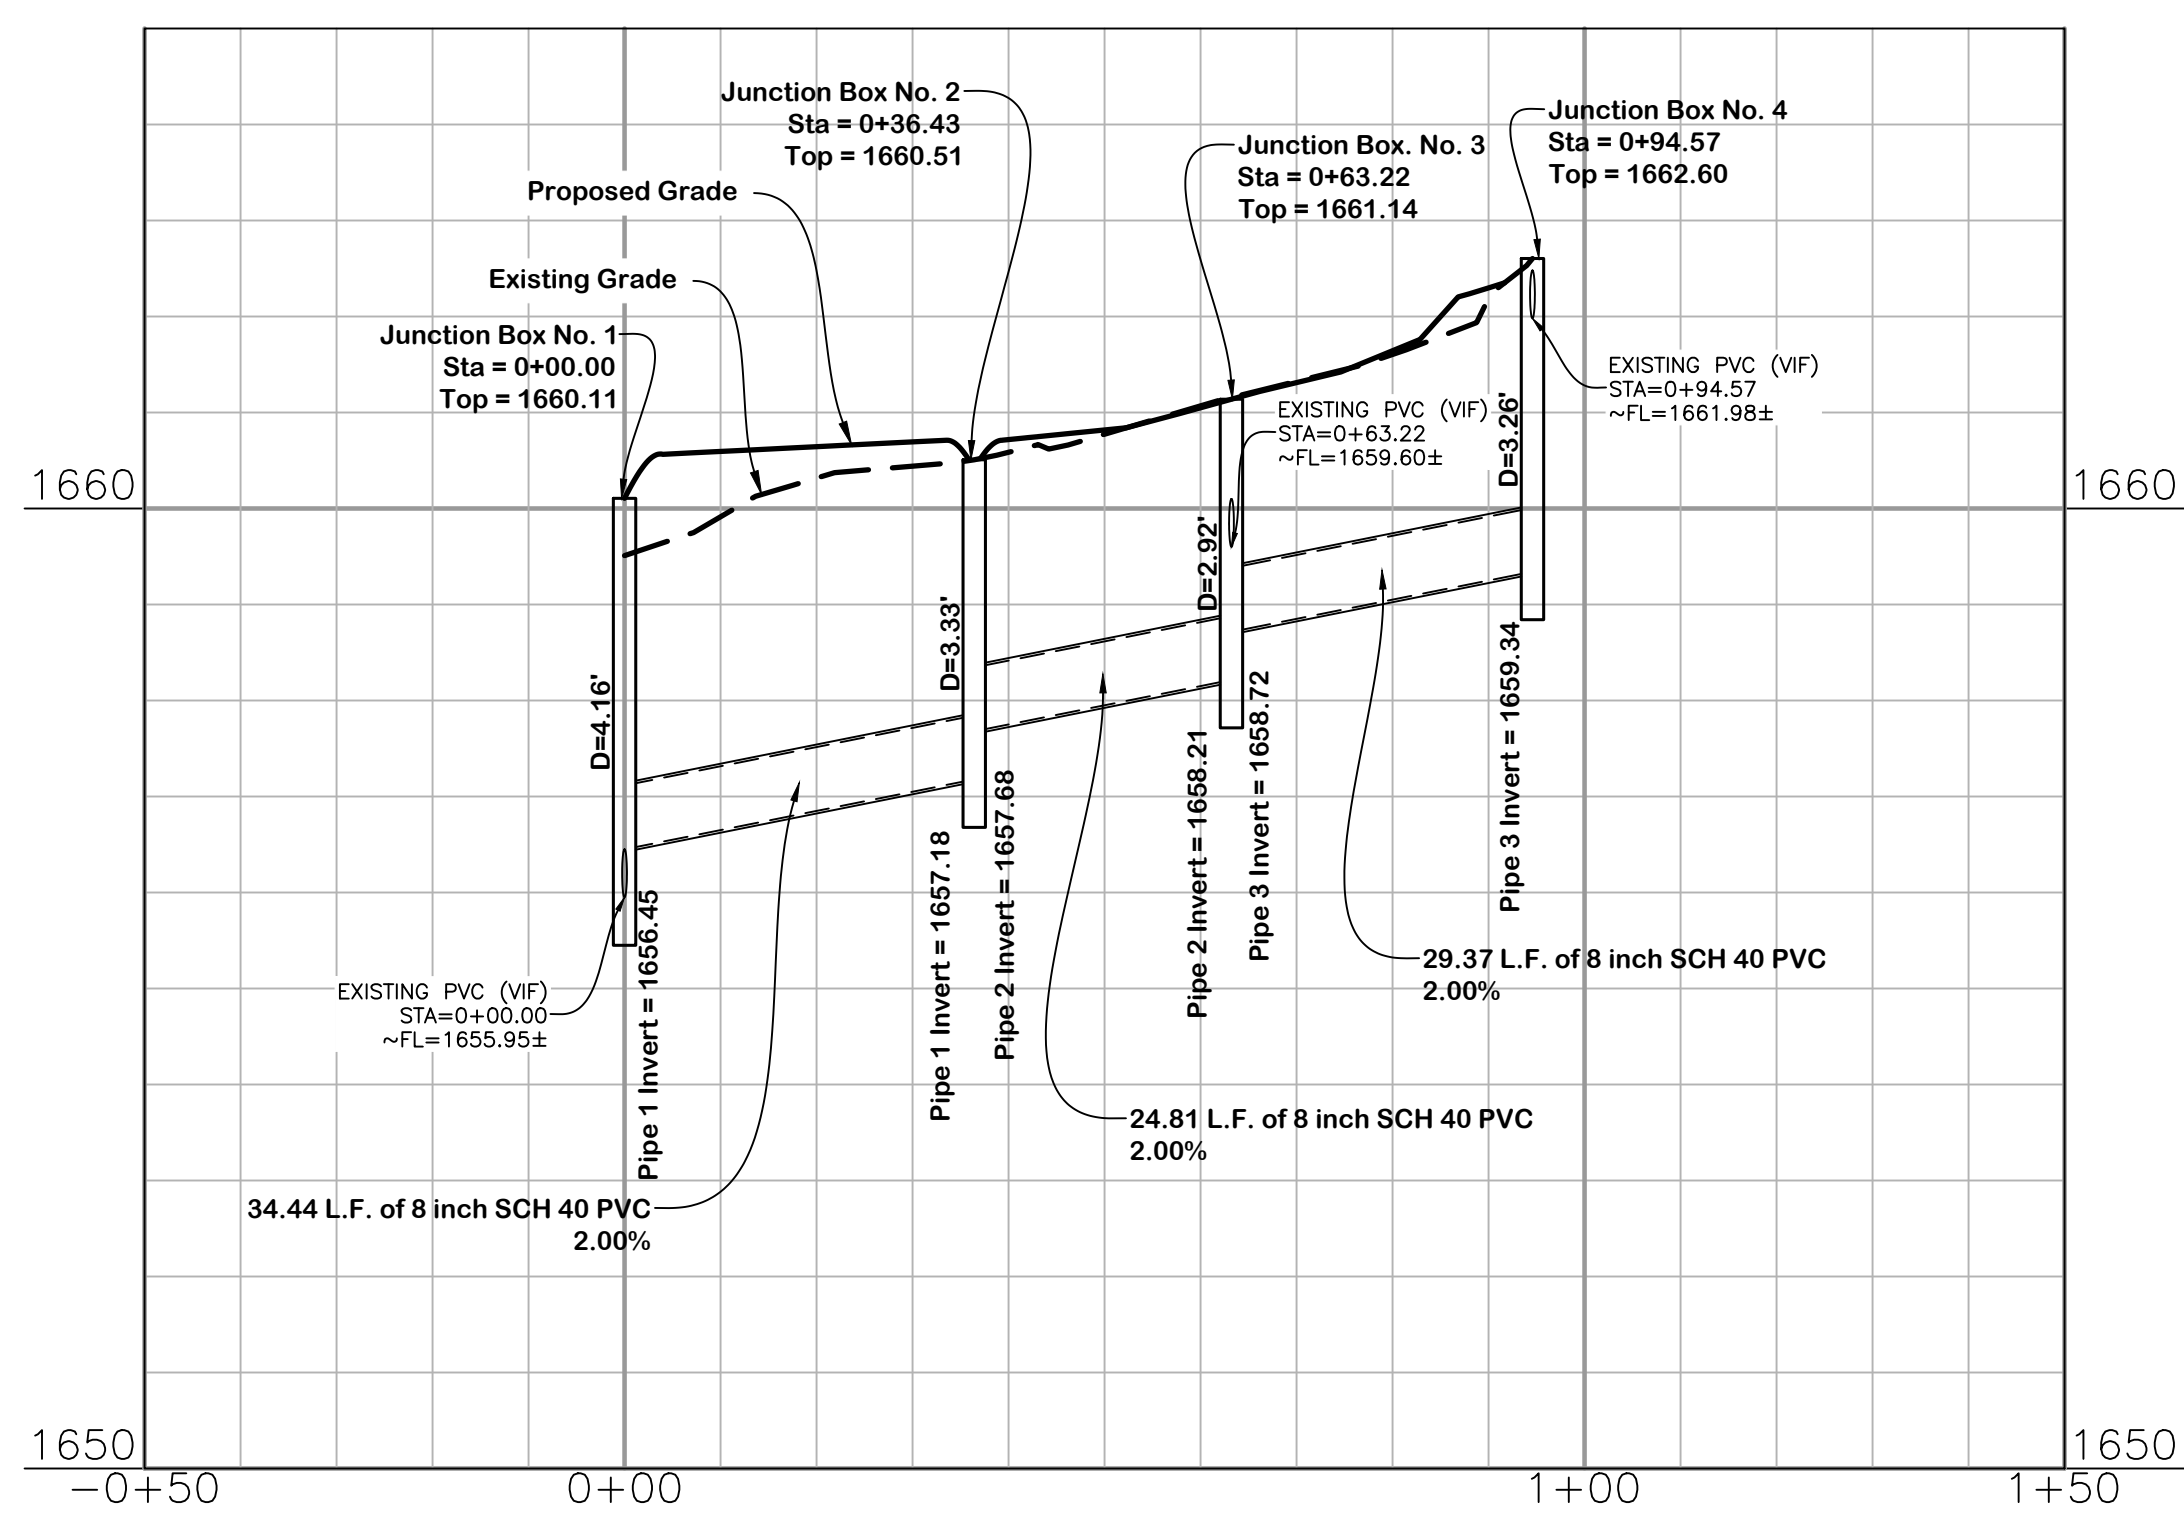 Junction Box No. 2
Sta = 0+36.43
Top = 1660.51
Junction Box No. 4
Sta = 0+94.57
Top = 1662.60
Junction Box. No. 3
Sta = 0+63.22
Top = 1661.14
Proposed Grade
Existing Grade
Junction Box No. 1
Sta = 0+00.00
Top = 1660.11
EXISTING PVC (VIF)
STA=0+94.57
~FL=1661.98±
EXISTING PVC (VIF)
STA=0+63.22
~FL=1659.60±
D=3.26'
1660
1660
D=2.92'
D=3.33'
D=4.16'
Pipe 3 Invert = 1659.34
Pipe 3 Invert = 1658.72
Pipe 2 Invert = 1658.21
Pipe 2 Invert = 1657.68
Pipe 1 Invert = 1657.18
Pipe 1 Invert = 1656.45
29.37 L.F. of 8 inch SCH 40 PVC
2.00%
EXISTING PVC (VIF)
STA=0+00.00
~FL=1655.95±
24.81 L.F. of 8 inch SCH 40 PVC
2.00%
34.44 L.F. of 8 inch SCH 40 PVC
2.00%
1650
1650
-0+50
0+00
1+00
1+50